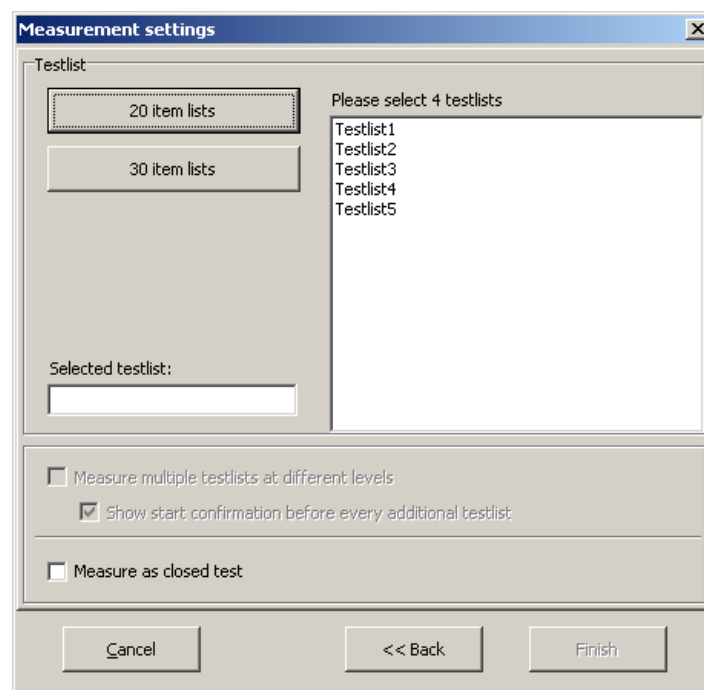 Measurement settings
Testlist
20 item lists
30 item lists
Please select 4 testlists
Testlist1
Testlist2
Testlist3
Testlist4
Testlist5
Selected testlist:
Measure multiple testlists at different levels
Show start confirmation before every additional testlist
Measure as closed test
Cancel
<< Back
Finish